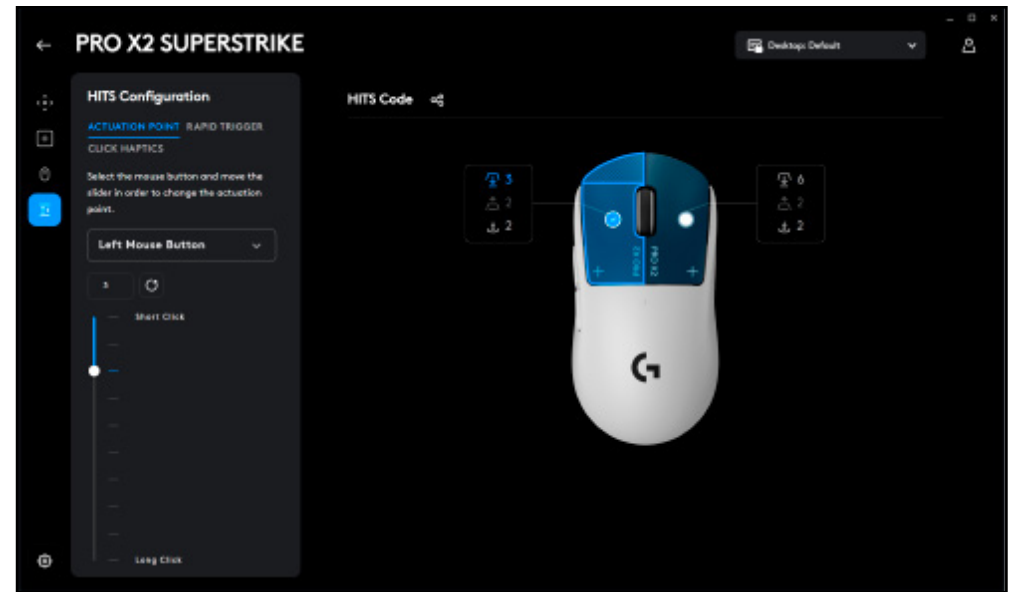 PRO X2 SUPERSTRIKE
Desktop: Default
HITS Configuration
ACTUATION POINT RAPID TRIGGER
CLICK HAPTICS
Select the mouse button and move the
slider in order to change the actuation
point.
Left Mouse Button
3
Short Click
Long Click
HITS Code
3
2
2
6
2
2
PRO X2
PRO X2
G